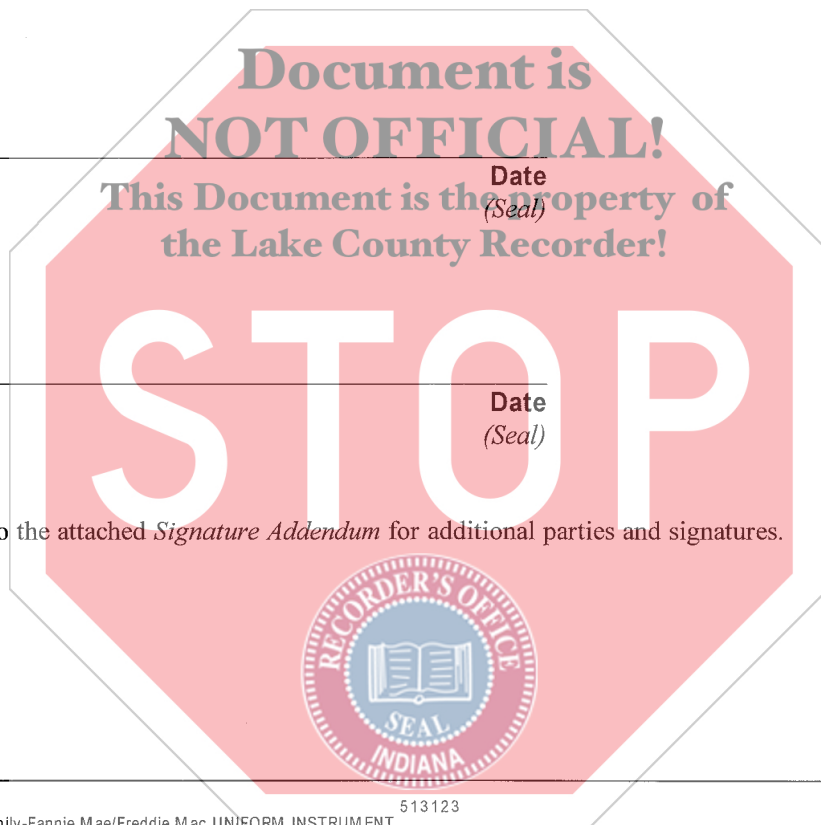 Document is
NOT OFFICIAL!
Date
This Document is the property of
(Seal)
the Lake County Recorder!
STOP
Date
(Seal)
the attached Signature Addendum for additional parties and signatures.
RECORDER'S OFFICE
SEAL
INDIANA
513123
Fannie Mae/Freddie Mac UNIFORM INSTRUMENT